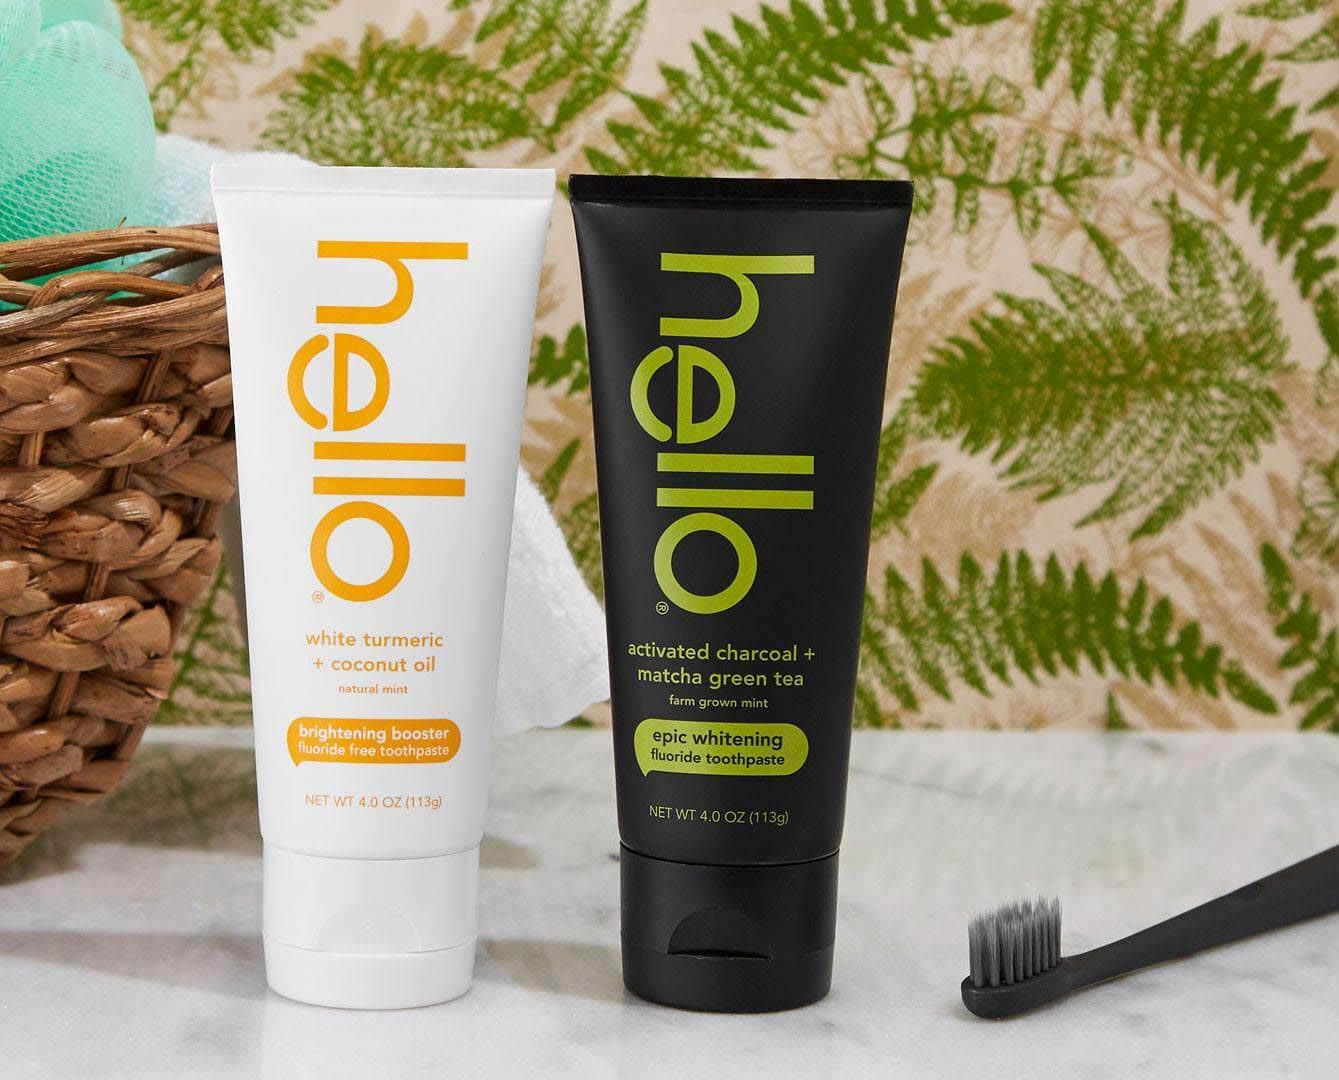 hello®
white turmeric
+ coconut oil
natural mint
brightening booster
fluoride free toothpaste
NET WT 4.0 OZ (113g)
hello®
activated charcoal +
matcha green tea
farm grown mint
epic whitening
fluoride toothpaste
NET WT 4.0 OZ (113g)